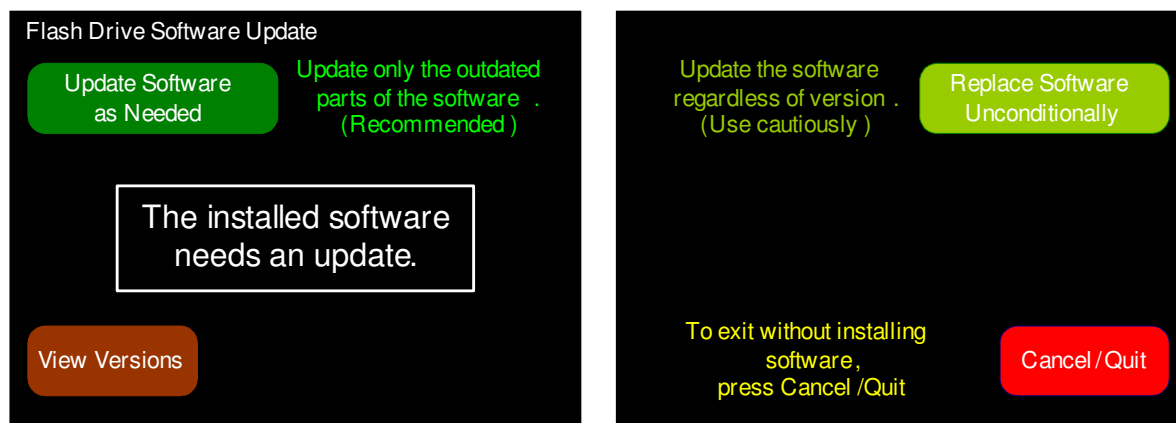 Flash Drive Software Update
Update Software
as Needed
Update only the outdated
parts of the software .
(Recommended )
The installed software
needs an update.
View Versions
Update the software
regardless of version .
(Use cautiously )
Replace Software
Unconditionally
To exit without installing
software,
press Cancel /Quit
Cancel /Quit